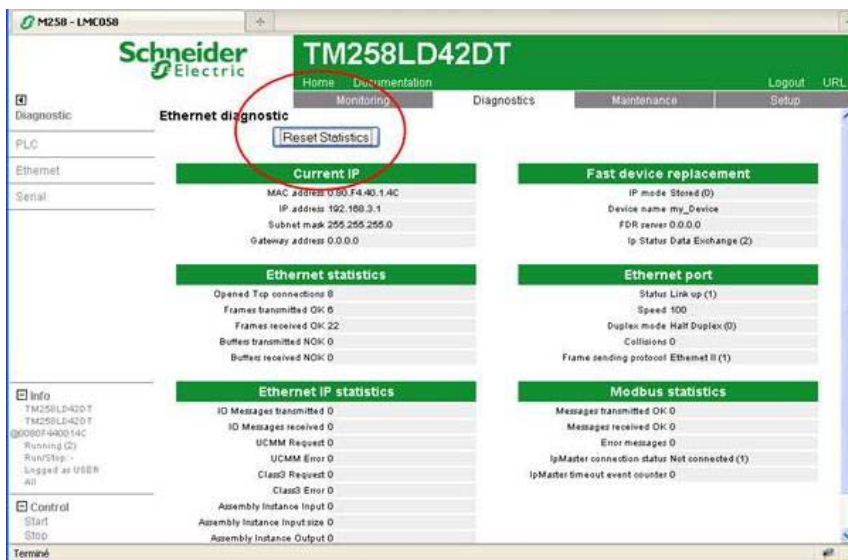 M258 - LMC058
Schneider Electric
TM258LD42DT
Home Documentation Logout URL
Monitoring Diagnostics Maintenance Setup
Diagnostic
PLC
Ethernet
Serial
Ethernet diagnostic
Reset Statistics
Current IP
MAC address 0.80.F4.40.1.4C
IP address 192.168.3.1
Subnet mask 255.255.255.0
Gateway address 0.0.0.0
Fast device replacement
IP mode Stored (0)
Device name my_Device
FDR server 0.0.0.0
Ip Status Data Exchange (2)
Ethernet statistics
Opened Tcp connections 8
Frames transmitted OK 6
Frames received OK 22
Buffers transmitted NOK 0
Buffers received NOK 0
Ethernet port
Status Link up (1)
Speed 100
Duplex mode Half Duplex (0)
Collisions 0
Frame sending protocol Ethernet II (1)
Ethernet IP statistics
IO Messages transmitted 0
IO Messages received 0
UCMM Request 0
UCMM Error 0
Class3 Request 0
Class3 Error 0
Assembly Instance Input 0
Assembly Instance Input size 0
Assembly Instance Output 0
Modbus statistics
Messages transmitted OK 0
Messages received OK 0
Error messages 0
IpMaster connection status Not connected (1)
IpMaster timeout event counter 0
Info
TM258LD42DT
TM258LD42DT
Running (2)
Run/Stop: -
Logged as USER
All
Control
Start
Stop
Terminé